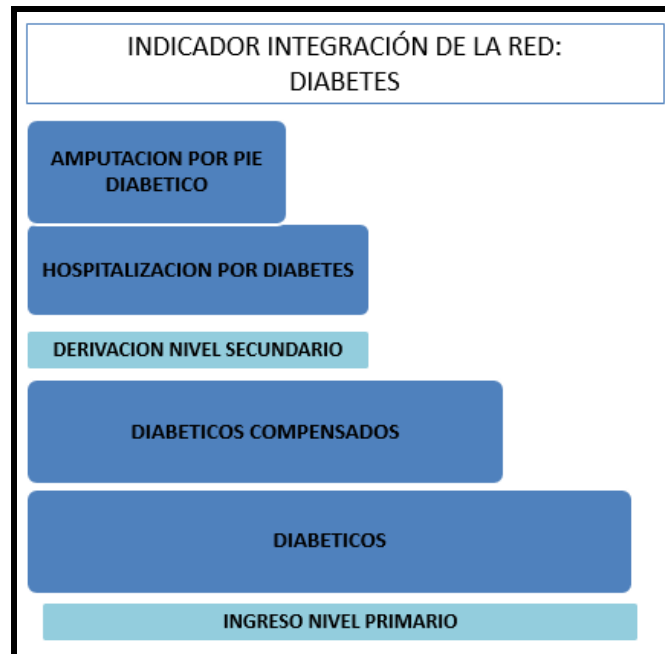 INDICADOR INTEGRACIÓN DE LA RED:
DIABETES
AMPUTACION POR PIE
DIABETICO
HOSPITALIZACION POR DIABETES
DERIVACION NIVEL SECUNDARIO
DIABETICOS COMPENSADOS
DIABETICOS
INGRESO NIVEL PRIMARIO